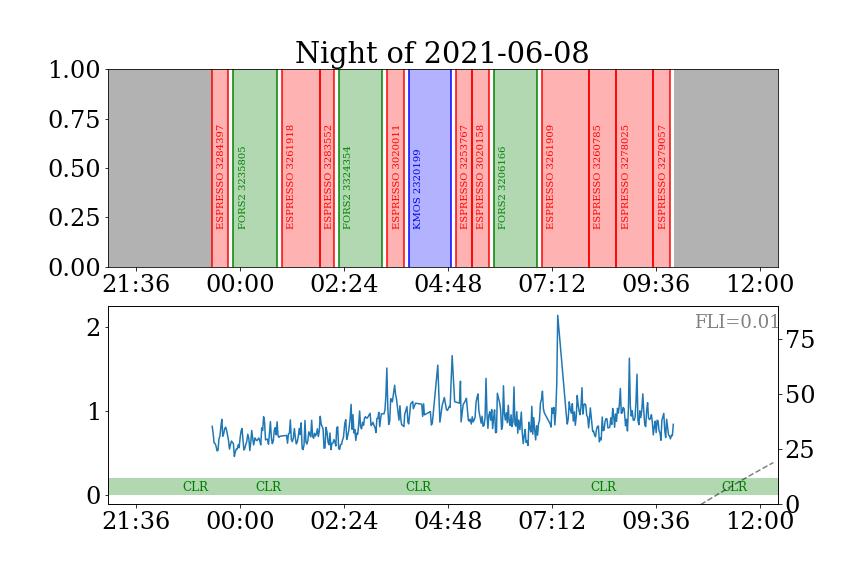 Night of 2021-06-08
1.00
0.75
0.50
0.25
0.00
ESPRESSO 3284397
FORS2 3235805
ESPRESSO 3261918
ESPRESSO 3283552
FORS2 3324354
ESPRESSO 3020011
KMOS 2320199
ESPRESSO 3253767
ESPRESSO 3020158
FORS2 3206166
ESPRESSO 3261909
ESPRESSO 3260785
ESPRESSO 3278025
ESPRESSO 3279057
21:36 00:00 02:24 04:48 07:12 09:36 12:00
FLI=0.01
2
1
0
75
50
25
0
CLR CLR CLR CLR CLR
21:36 00:00 02:24 04:48 07:12 09:36 12:00